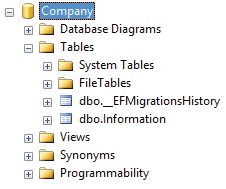 Company
Database Diagrams
Tables
System Tables
FileTables
dbo.__EFMigrationsHistory
dbo.Information
Views
Synonyms
Programmability